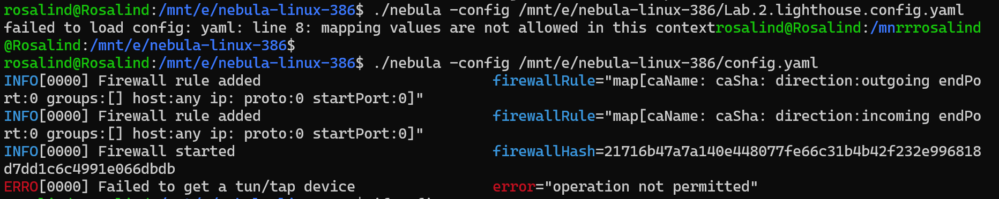 rosalind@Rosalind:/mnt/e/nebula-linux-386$ ./nebula -config /mnt/e/nebula-linux-386/Lab.2.lighthouse.config.yaml
failed to load config: yaml: line 8: mapping values are not allowed in this contextrosalind@Rosalind:/mnrrrosalind
@Rosalind:/mnt/e/nebula-linux-386$
rosalind@Rosalind:/mnt/e/nebula-linux-386$ ./nebula -config /mnt/e/nebula-linux-386/config.yaml
INFO[0000] Firewall rule added                           firewallRule="map[caName: caSha: direction:outgoing endPo
rt:0 groups:[] host:any ip: proto:0 startPort:0]"
INFO[0000] Firewall rule added                           firewallRule="map[caName: caSha: direction:incoming endPo
rt:0 groups:[] host:any ip: proto:0 startPort:0]"
INFO[0000] Firewall started                              firewallHash=21716b47a7a140e448077fe66c31b4b42f232e996818
d7dd1c6c4991e066dbdb
ERRO[0000] Failed to get a tun/tap device                error="operation not permitted"